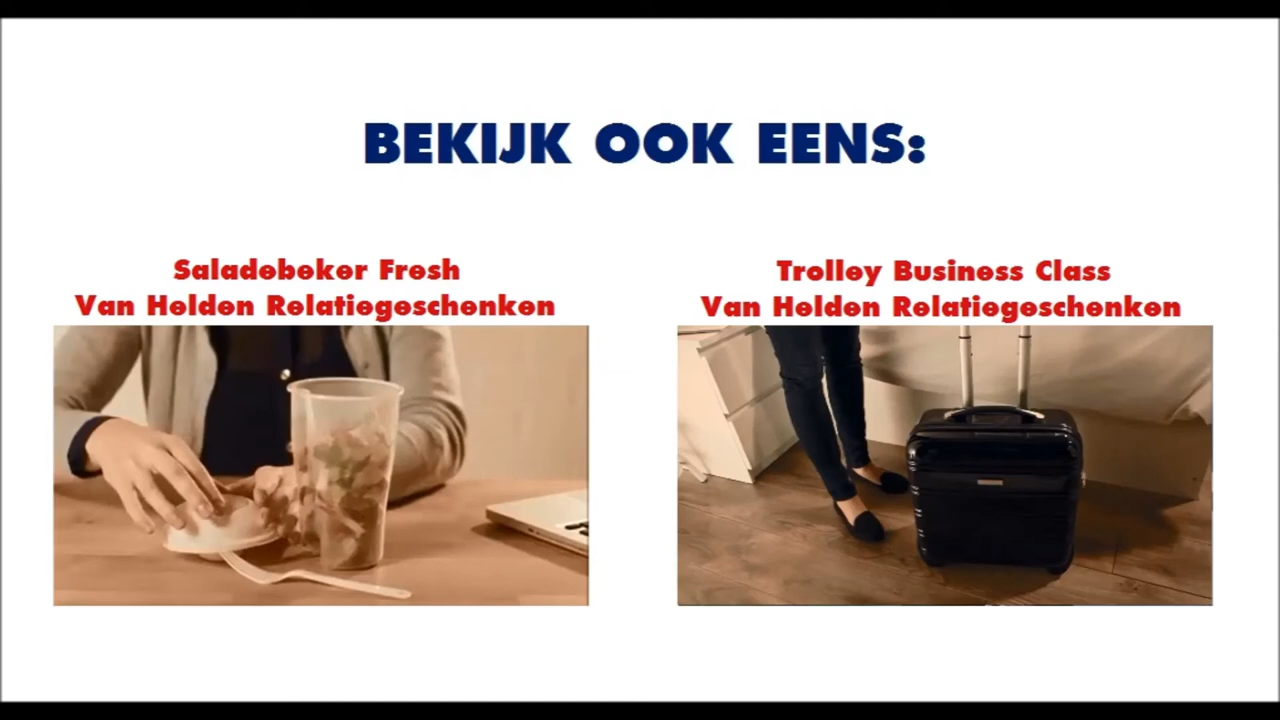 BEKIJK OOK EENS:
Saladebeker Fresh
Van Helden Relatiegeschenken
Trolley Business Class
Van Helden Relatiegeschenken